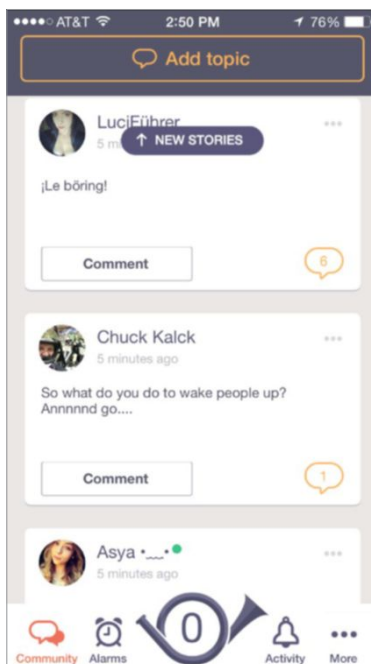 AT&T 2:50 PM 76%
Add topic
LuciFührer
5 mi
↑ NEW STORIES
¡Le böring!
Comment 6
Chuck Kalck
5 minutes ago
So what do you do to wake people up?
Annnnnd go....
Comment 1
Asya •﹏•
5 minutes ago
0
Community Alarms Activity More